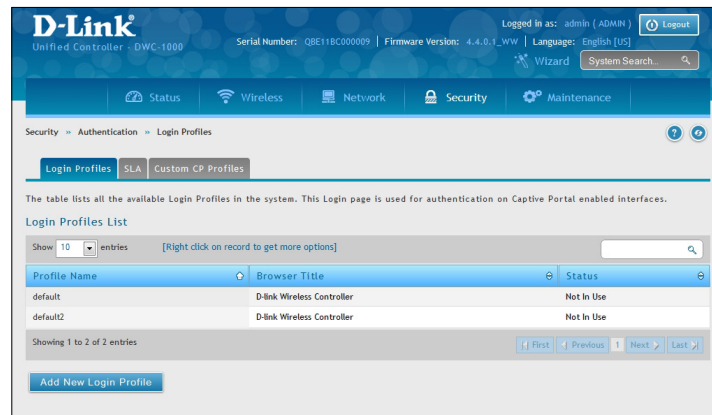 D-Link
Unified Controller - DWC-1000
Logged in as: admin ( ADMIN )
Logout
Serial Number: QBE11BC000009 | Firmware Version: 4.4.0.1_WW | Language: English [US]
Wizard
System Search..
Status
Wireless
Network
Security
Maintenance
Security » Authentication » Login Profiles
Login Profiles
SLA
Custom CP Profiles
The table lists all the available Login Profiles in the system. This Login page is used for authentication on Captive Portal enabled interfaces.
Login Profiles List
Show 10 entries [Right click on record to get more options]
Profile Name Browser Title Status
default D-link Wireless Controller Not In Use
default2 D-link Wireless Controller Not In Use
Showing 1 to 2 of 2 entries
First Previous 1 Next Last
Add New Login Profile